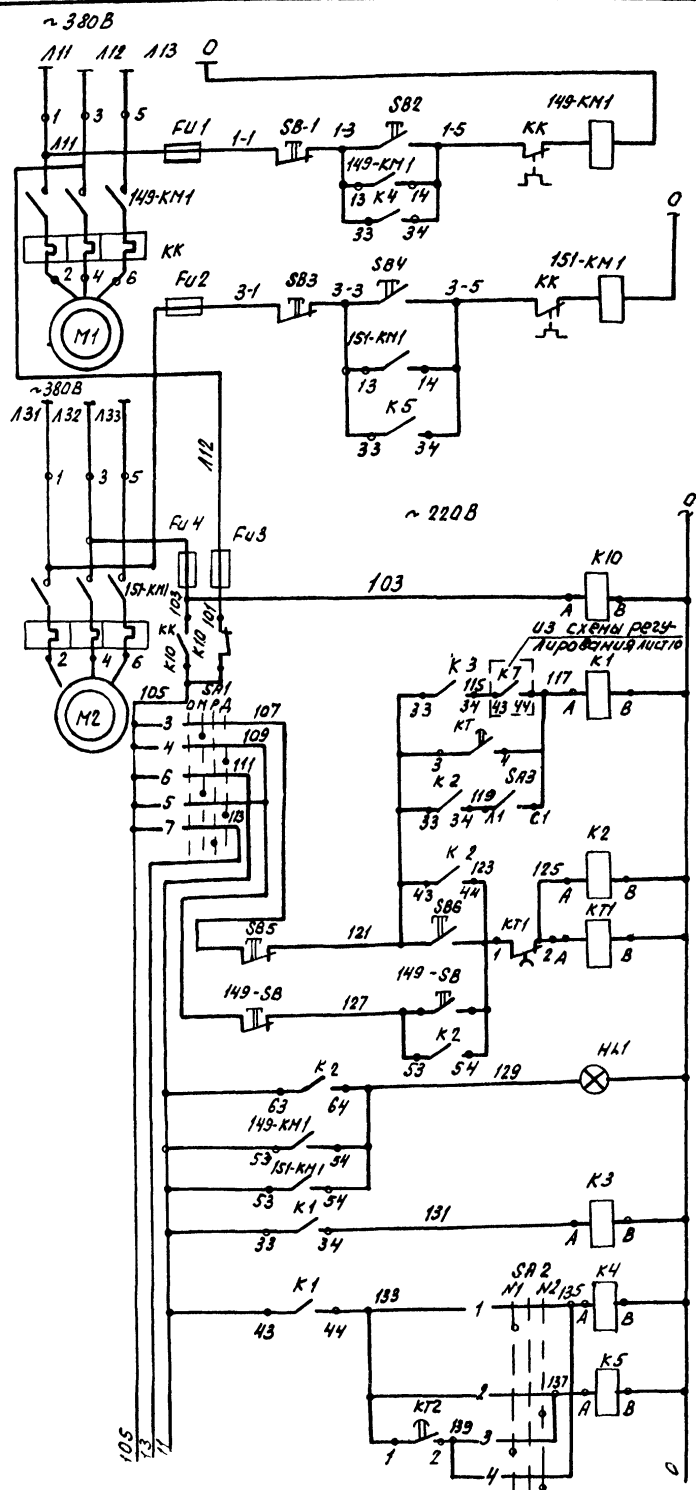 ~380В
Л11 Л12 Л13 0
1 3 5
Л11 FU1 1-1 SB-1 1-3 SB2 1-5 КК 149-КМ1
149-КМ1
13 14
К4
33 34
149-КМ1
КК
2 4 6
М1
0
Fu2 3-1 SB3 3-3 SB4 3-5 КК 151-КМ1
151-КМ1
13 14
К5
33 34
~380В
Л31 Л32 Л33
1 3 5
Л12
~220В
0
Fu4 Fu3
103 К10
А В
151-КМ1
КК
2 4 6
М2
103 101
К10 К10
из схемы регу-
лирования лист10
К3 115 К7 117 К1
33 34 43 44 А В
КТ
3 4
К2 119 SA3
33 34 Л1 С1
105 SA1
О М Р Д
3 107
4 109
6 111
5
7 113
К2 123
43 44
125 К2
А В
SB5 121 SB6 КТ1 КТ1
1 2 А В
149-SB 127 149-SB
К2
53 54
К2 129 HL1
63 64
149-КМ1
53 54
151-КМ1
53 54
К1 131 К3
33 34 А В
К1 133 1 SA2 135 К4
N1 N2
43 44 А В
2 137 К5
А В
КТ2 139 3
1 2
4
105 13 11
0